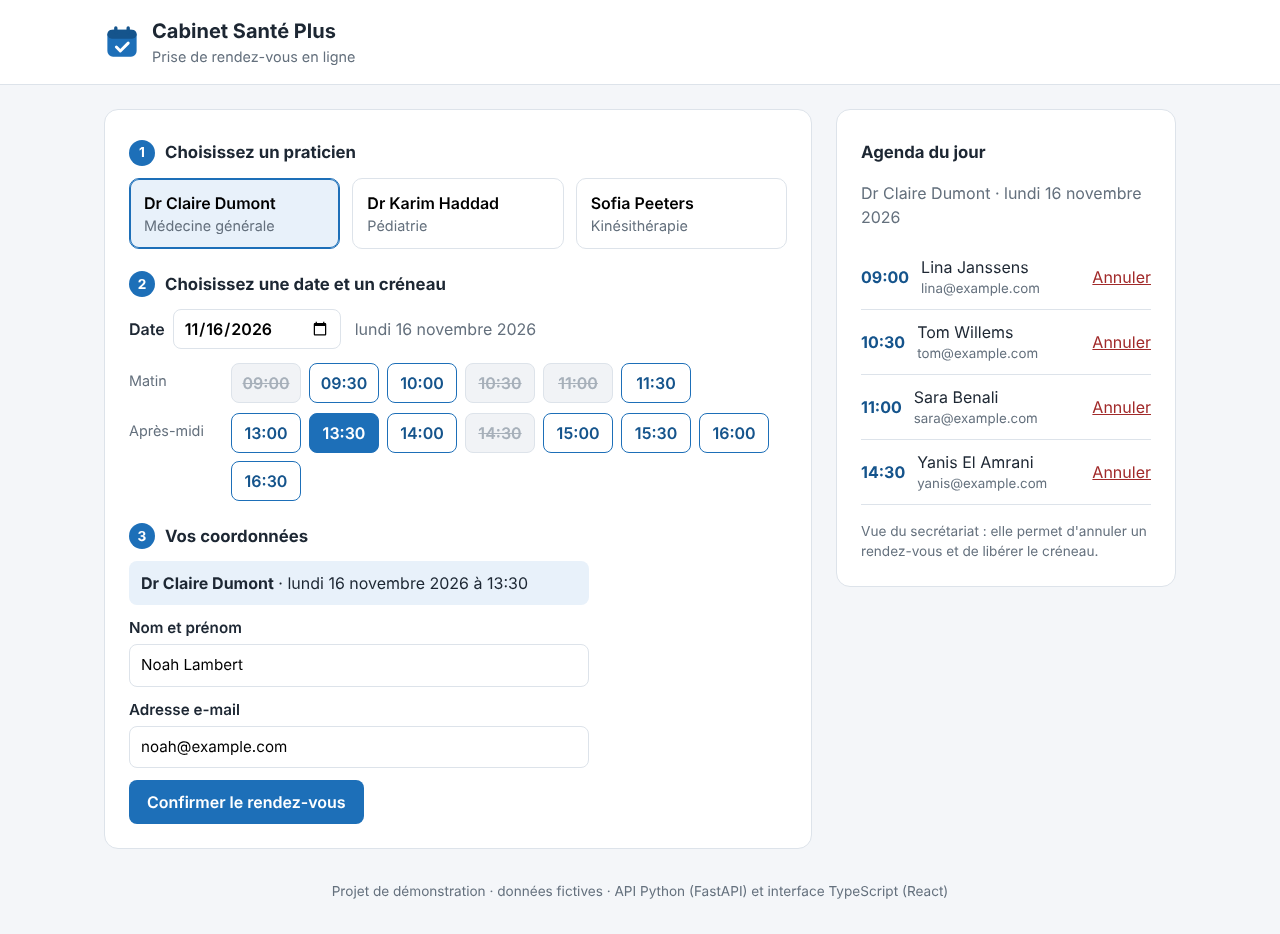 Cabinet Santé Plus
Prise de rendez-vous en ligne
1 Choisissez un praticien
Dr Claire Dumont
Médecine générale
Dr Karim Haddad
Pédiatrie
Sofia Peeters
Kinésithérapie
2 Choisissez une date et un créneau
Date 11/16/2026 lundi 16 novembre 2026
Matin 09:00 09:30 10:00 10:30 11:00 11:30
Après-midi 13:00 13:30 14:00 14:30 15:00 15:30 16:00
16:30
3 Vos coordonnées
Dr Claire Dumont · lundi 16 novembre 2026 à 13:30
Nom et prénom
Noah Lambert
Adresse e-mail
noah@example.com
Confirmer le rendez-vous
Agenda du jour
Dr Claire Dumont · lundi 16 novembre
2026
09:00 Lina Janssens Annuler
lina@example.com
10:30 Tom Willems Annuler
tom@example.com
11:00 Sara Benali Annuler
sara@example.com
14:30 Yanis El Amrani Annuler
yanis@example.com
Vue du secrétariat : elle permet d'annuler un
rendez-vous et de libérer le créneau.
Projet de démonstration · données fictives · API Python (FastAPI) et interface TypeScript (React)